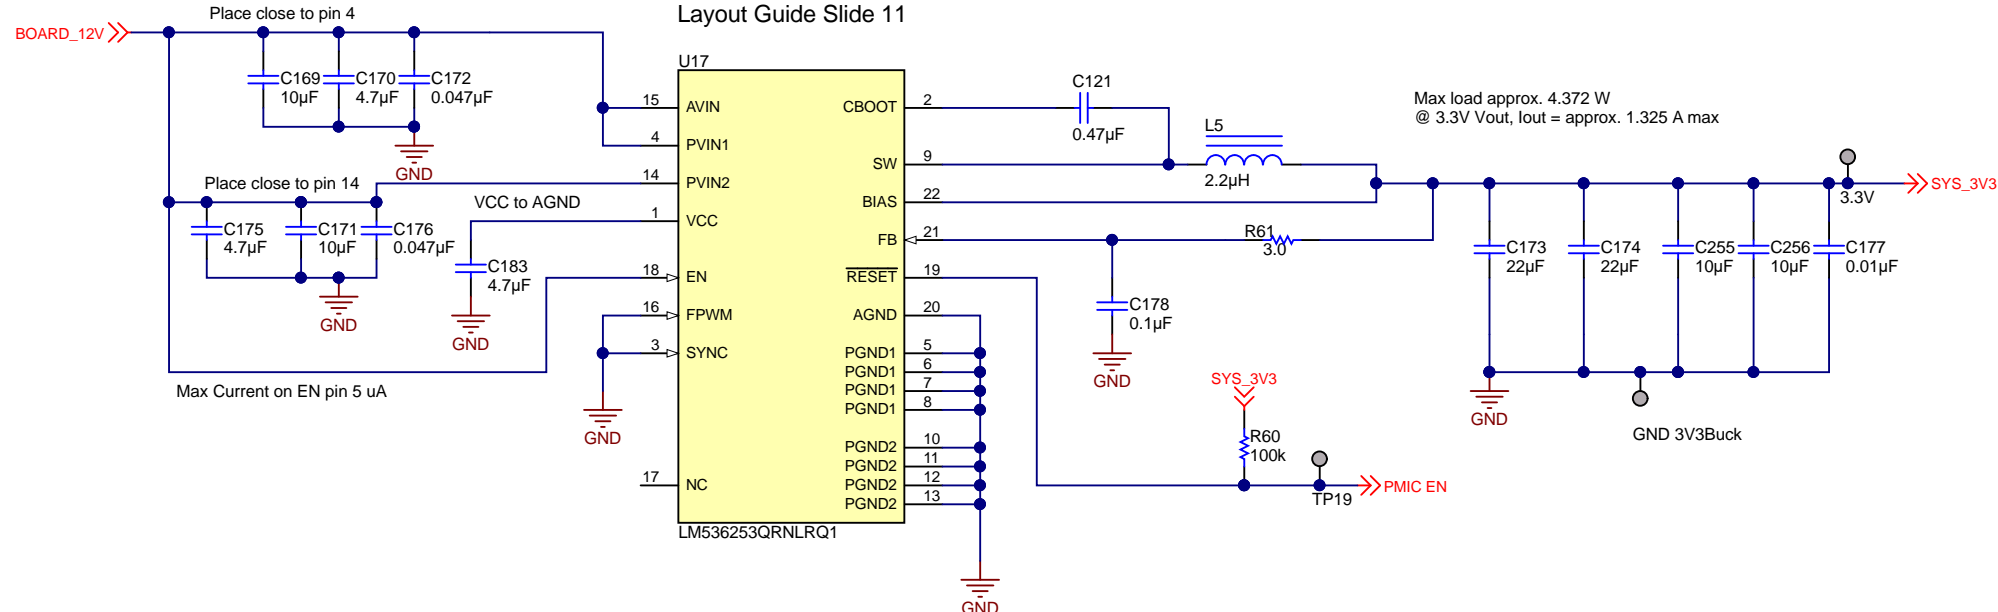 Place close to pin 4
Layout Guide Slide 11
BOARD_12V
C169
10µF
C170
4.7µF
C172
0.047µF
GND
Place close to pin 14
C175
4.7µF
C171
10µF
C176
0.047µF
GND
VCC to AGND
C183
4.7µF
GND
Max Current on EN pin 5 uA
GND
U17
15 AVIN
4 PVIN1
14 PVIN2
1 VCC
18 EN
16 FPWM
3 SYNC
17 NC
CBOOT 2
SW 9
BIAS 22
FB 21
RESET 19
AGND 20
PGND1 5
PGND1 6
PGND1 7
PGND1 8
PGND2 10
PGND2 11
PGND2 12
PGND2 13
LM536253QRNLRQ1
GND
C121
0.47µF
L5
2.2µH
R61
3.0
C178
0.1µF
GND
SYS_3V3
R60
100k
TP19
PMIC EN
Max load approx. 4.372 W
@ 3.3V Vout, Iout = approx. 1.325 A max
3.3V
SYS_3V3
C173
22µF
C174
22µF
C255
10µF
C256
10µF
C177
0.01µF
GND
GND 3V3Buck